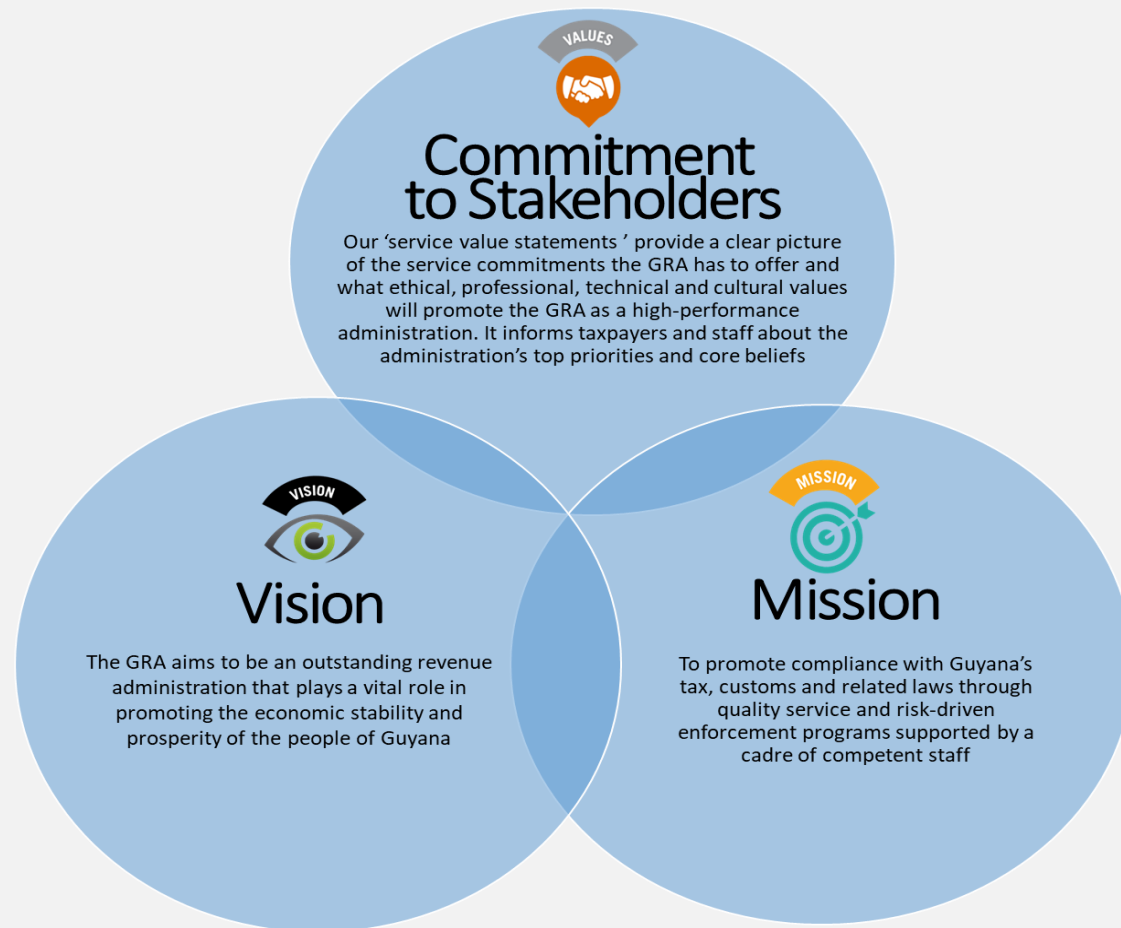 VALUES
Commitment
to Stakeholders
Our ‘service value statements ’ provide a clear picture
of the service commitments the GRA has to offer and
what ethical, professional, technical and cultural values
will promote the GRA as a high-performance
administration. It informs taxpayers and staff about the
administration’s top priorities and core beliefs
VISION
Vision
The GRA aims to be an outstanding revenue
administration that plays a vital role in
promoting the economic stability and
prosperity of the people of Guyana
MISSION
Mission
To promote compliance with Guyana’s
tax, customs and related laws through
quality service and risk-driven
enforcement programs supported by a
cadre of competent staff